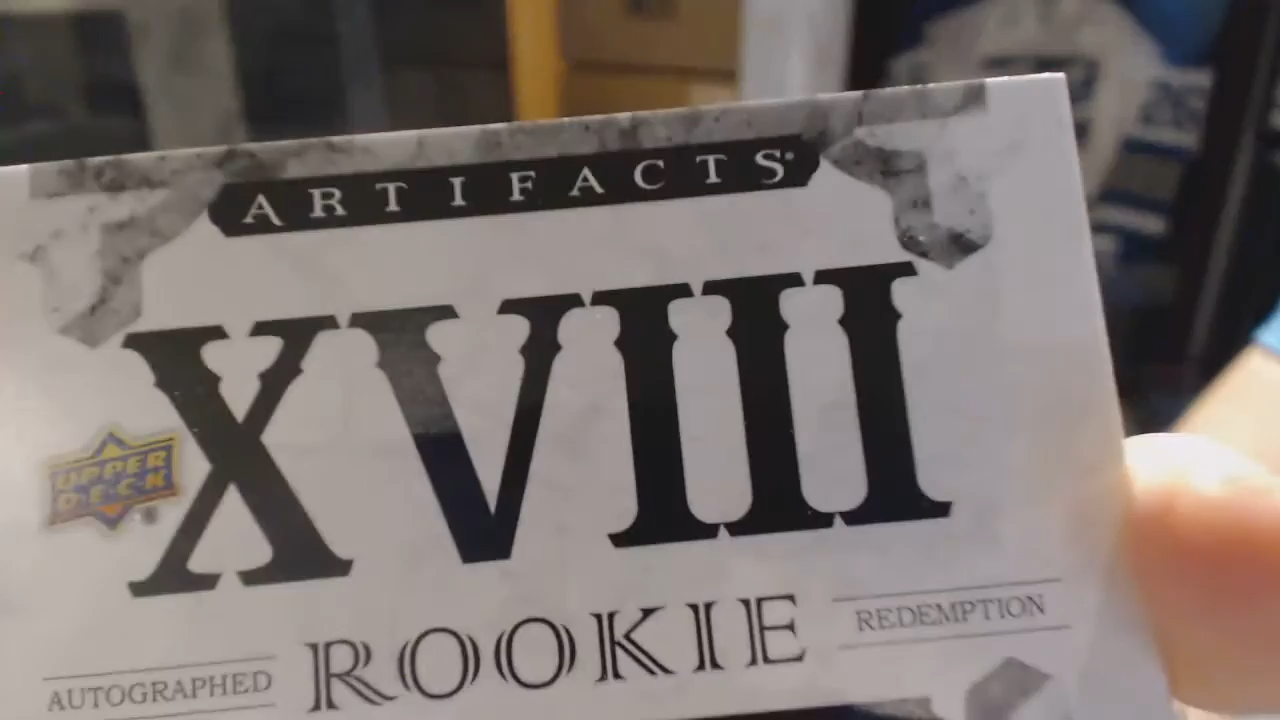 ARTIFACTS
XVIII
UPPER
DECK
AUTOGRAPHED ROOKIE REDEMPTION